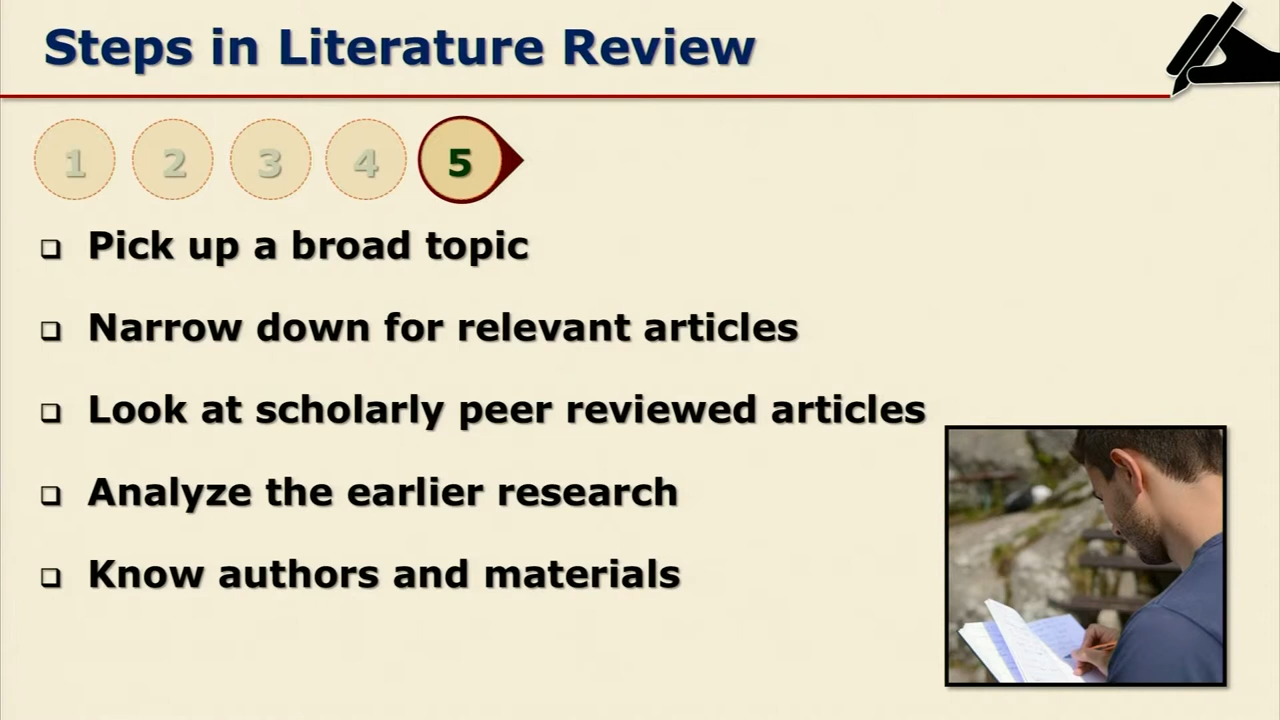 Steps in Literature Review
1 2 3 4 5
Pick up a broad topic
Narrow down for relevant articles
Look at scholarly peer reviewed articles
Analyze the earlier research
Know authors and materials